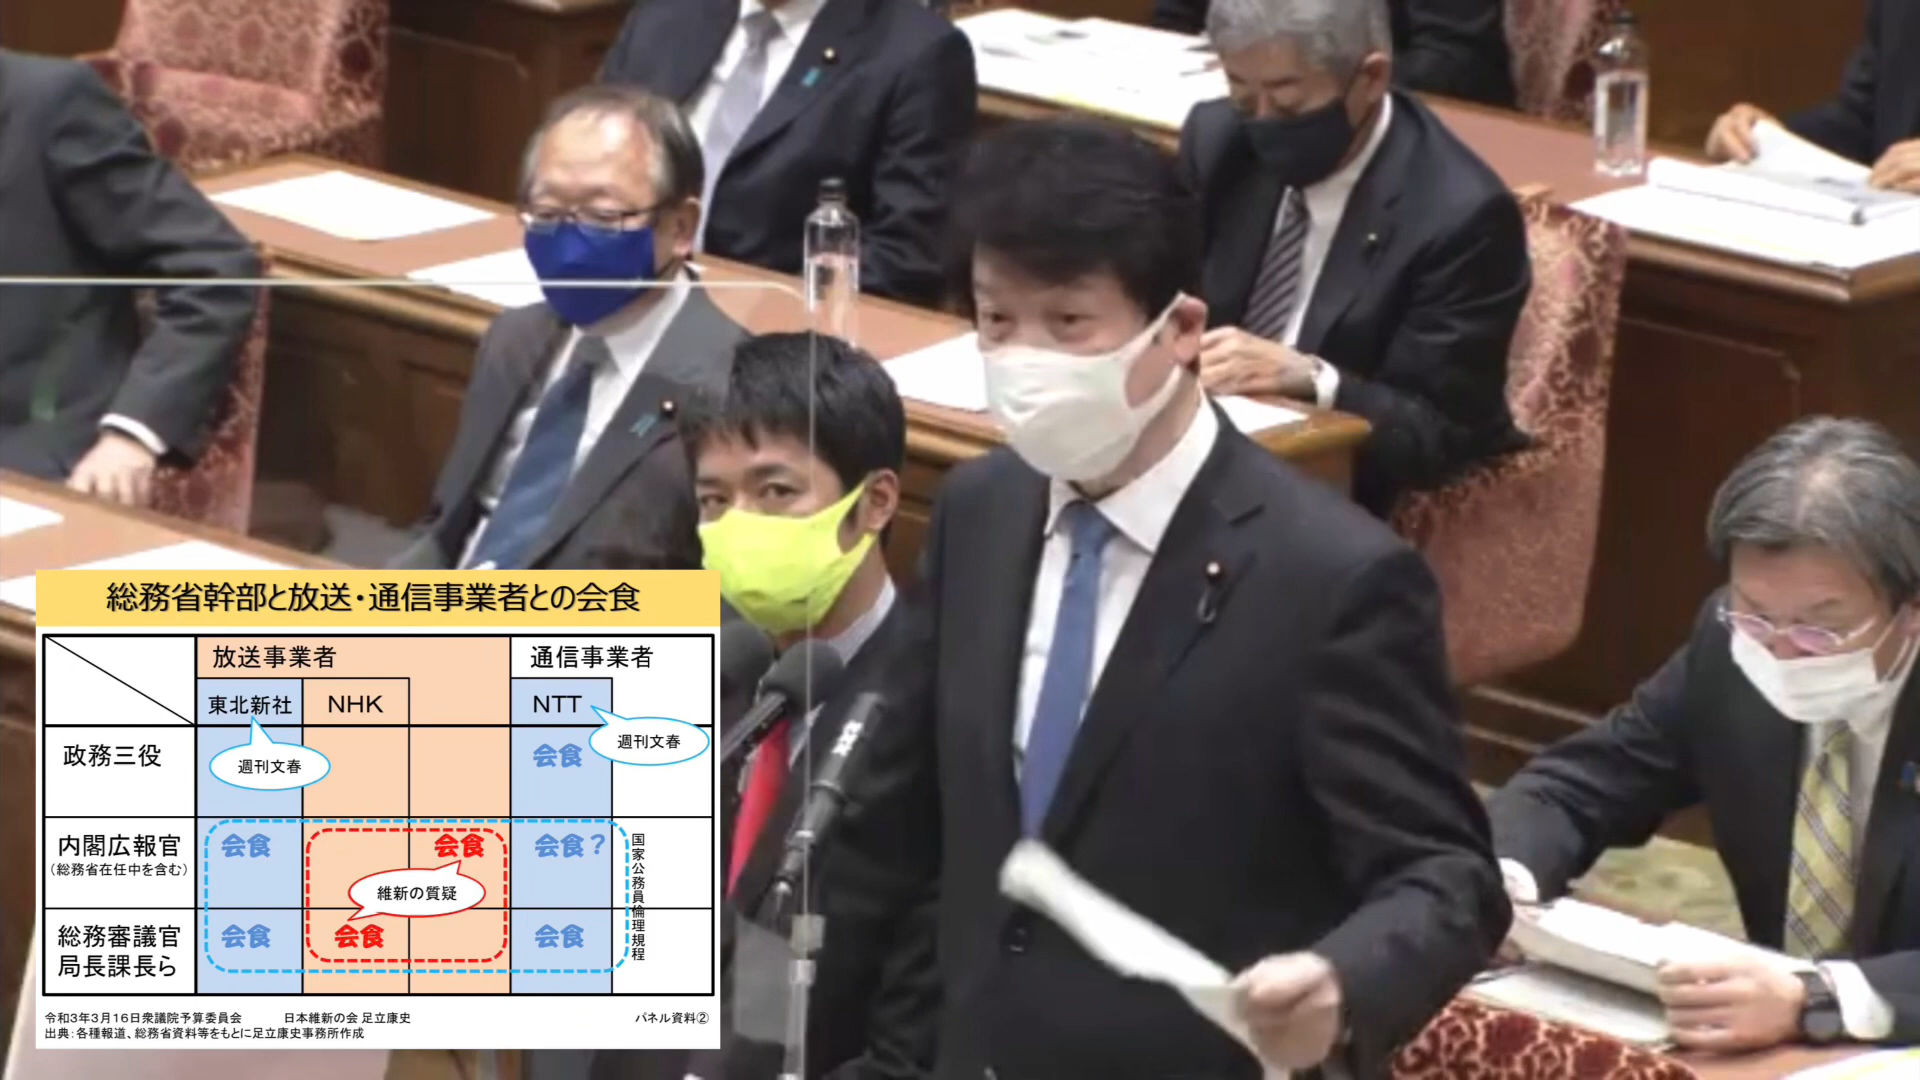 総務省幹部と放送・通信事業者との会食
放送事業者
通信事業者
東北新社
NHK
NTT
週刊文春
週刊文春
政務三役
会食
内閣広報官
(総務省在任中を含む)
会食
会食
会食？
維新の質疑
総務審議官
局長課長ら
会食
会食
会食
国家公務員倫理規程
令和3年3月16日衆議院予算委員会　日本維新の会 足立康史
パネル資料②
出典：各種報道、総務省資料等をもとに足立康史事務所作成